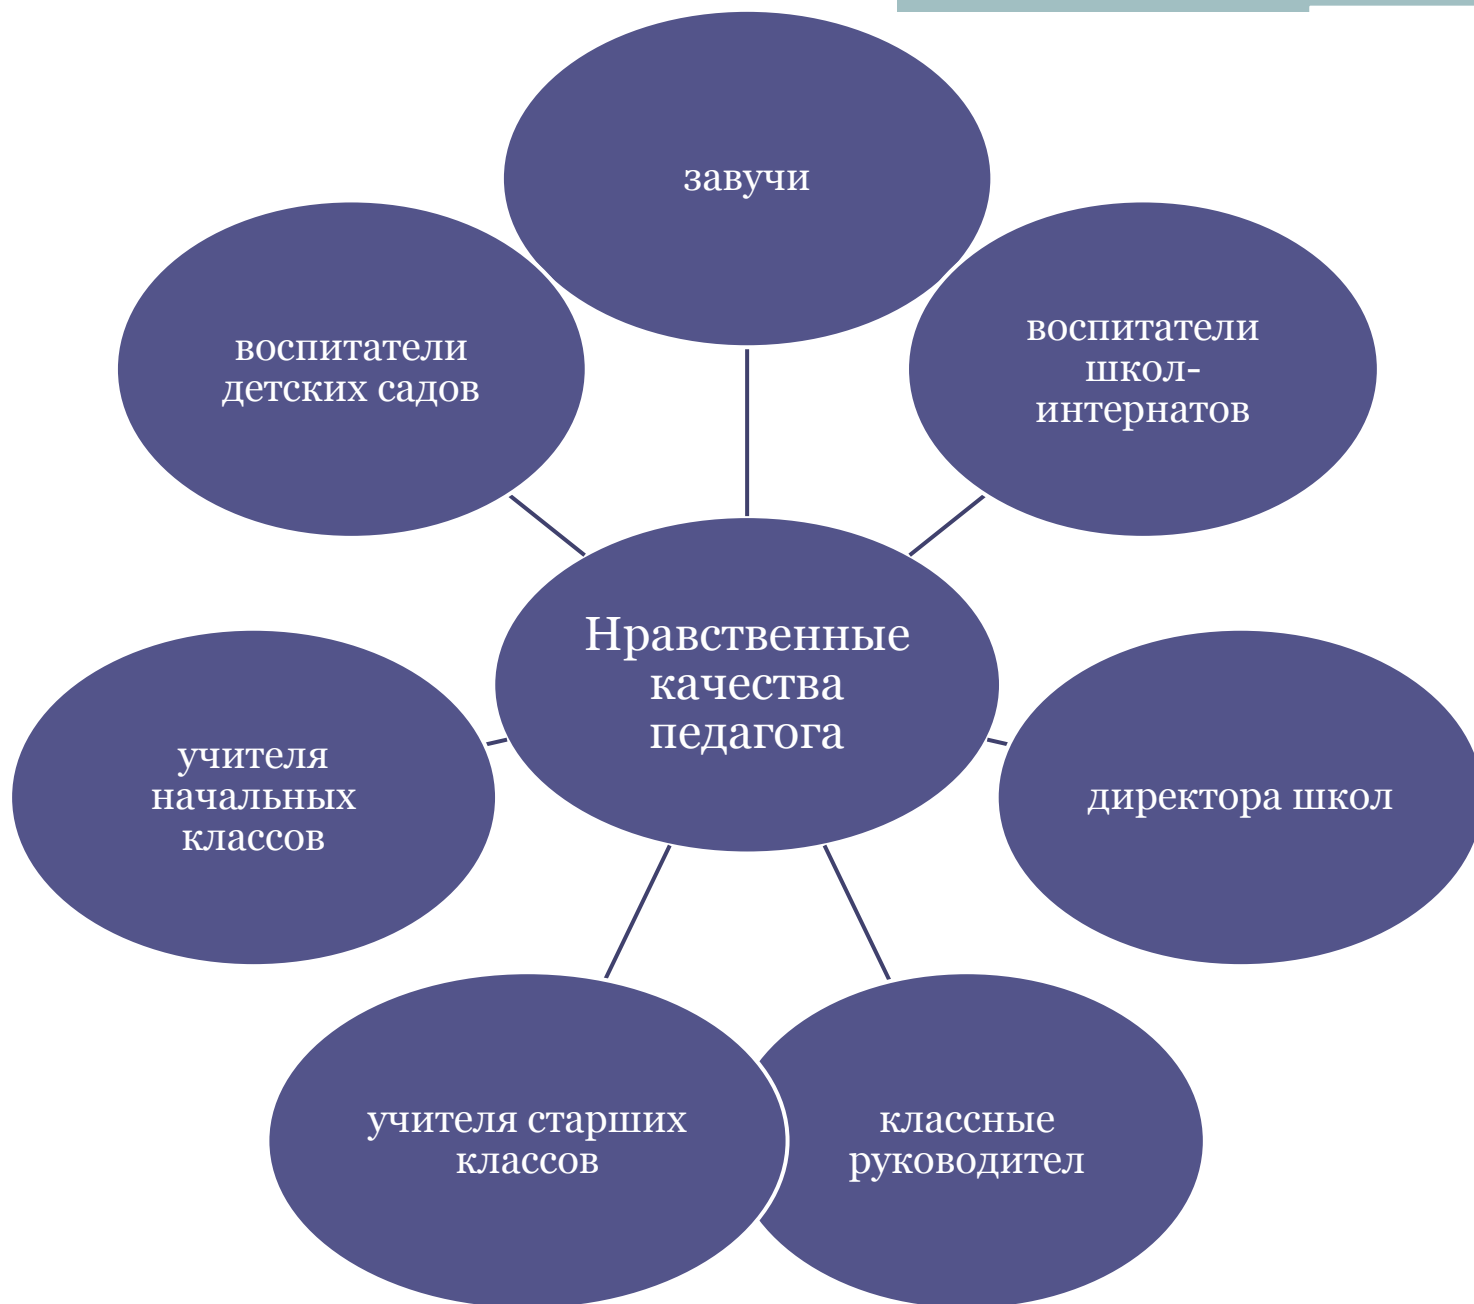 завучи
воспитатели
школ-
интернатов
директора школ
классные
руководител
учителя старших
классов
учителя
начальных
классов
воспитатели
детских садов
Нравственные
качества
педагога